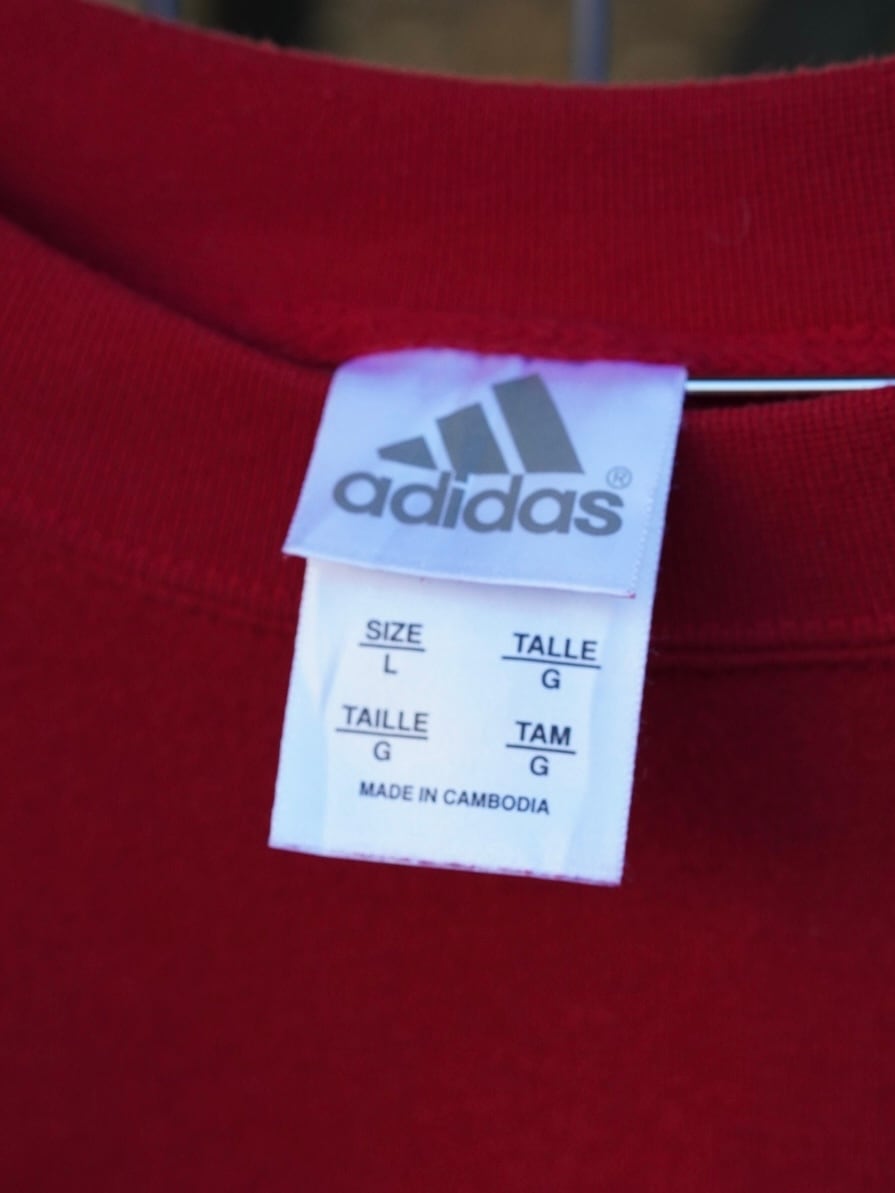 adidas®
SIZE TALLE
L G
TAILLE TAM
G G
MADE IN CAMBODIA